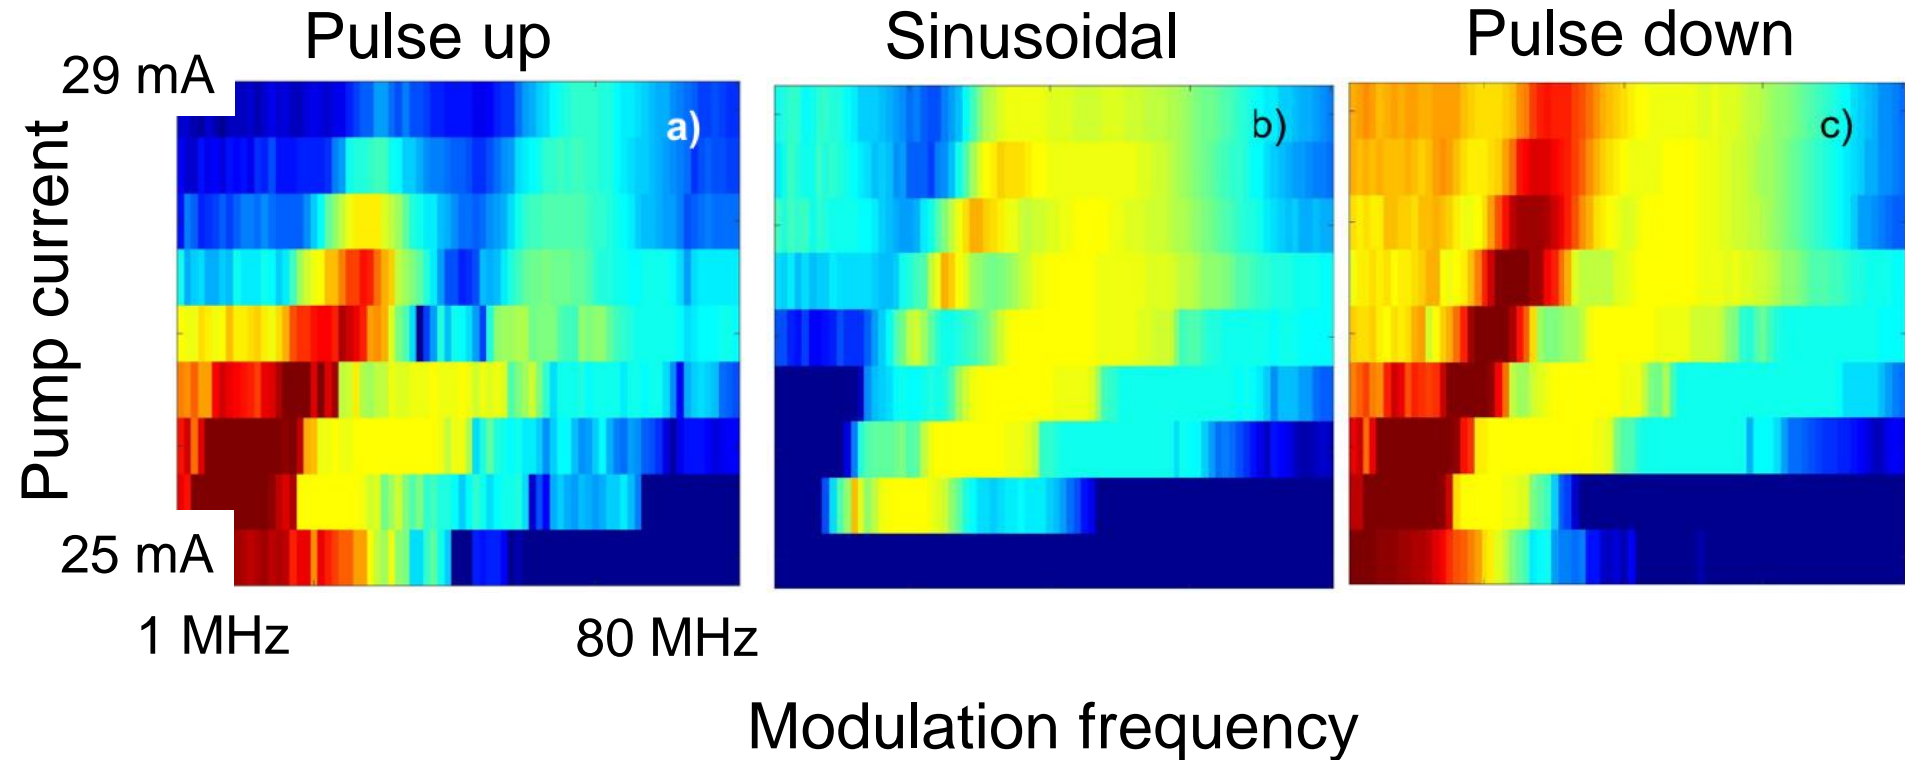 Pulse up
Sinusoidal
Pulse down
29 mA
a)
b)
c)
Pump current
25 mA
1 MHz
80 MHz
Modulation frequency